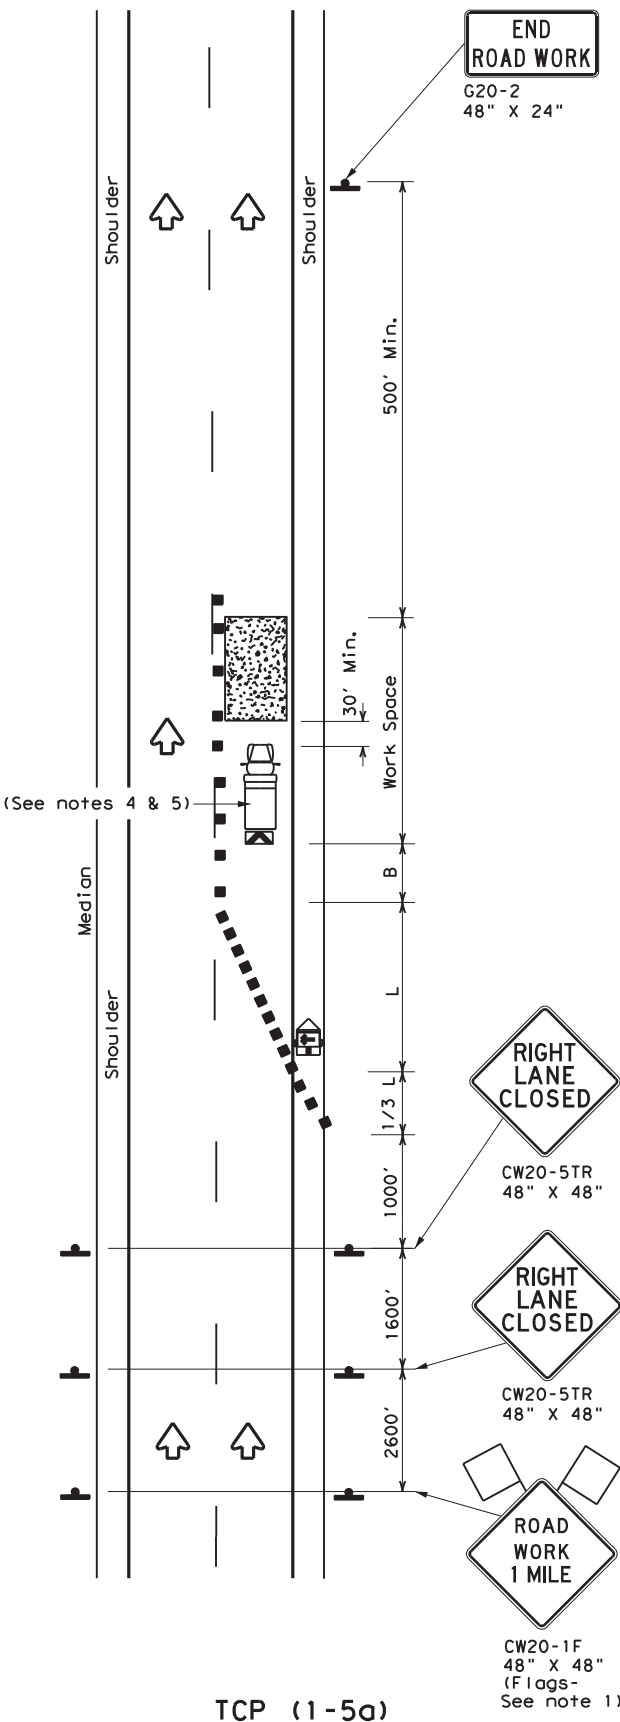 END
ROAD WORK
G20-2
48" X 24"
Shoulder
Shoulder
500' Min.
30' Min.
Work Space
(See notes 4 & 5)
B
Median
L
Shoulder
RIGHT
LANE
CLOSED
1/3 L
CW20-5TR
48" X 48"
1000'
RIGHT
LANE
CLOSED
1600'
CW20-5TR
48" X 48"
2600'
ROAD
WORK
1 MILE
CW20-1F
48" X 48"
(Flags-
See note 1)
TCP (1-5a)